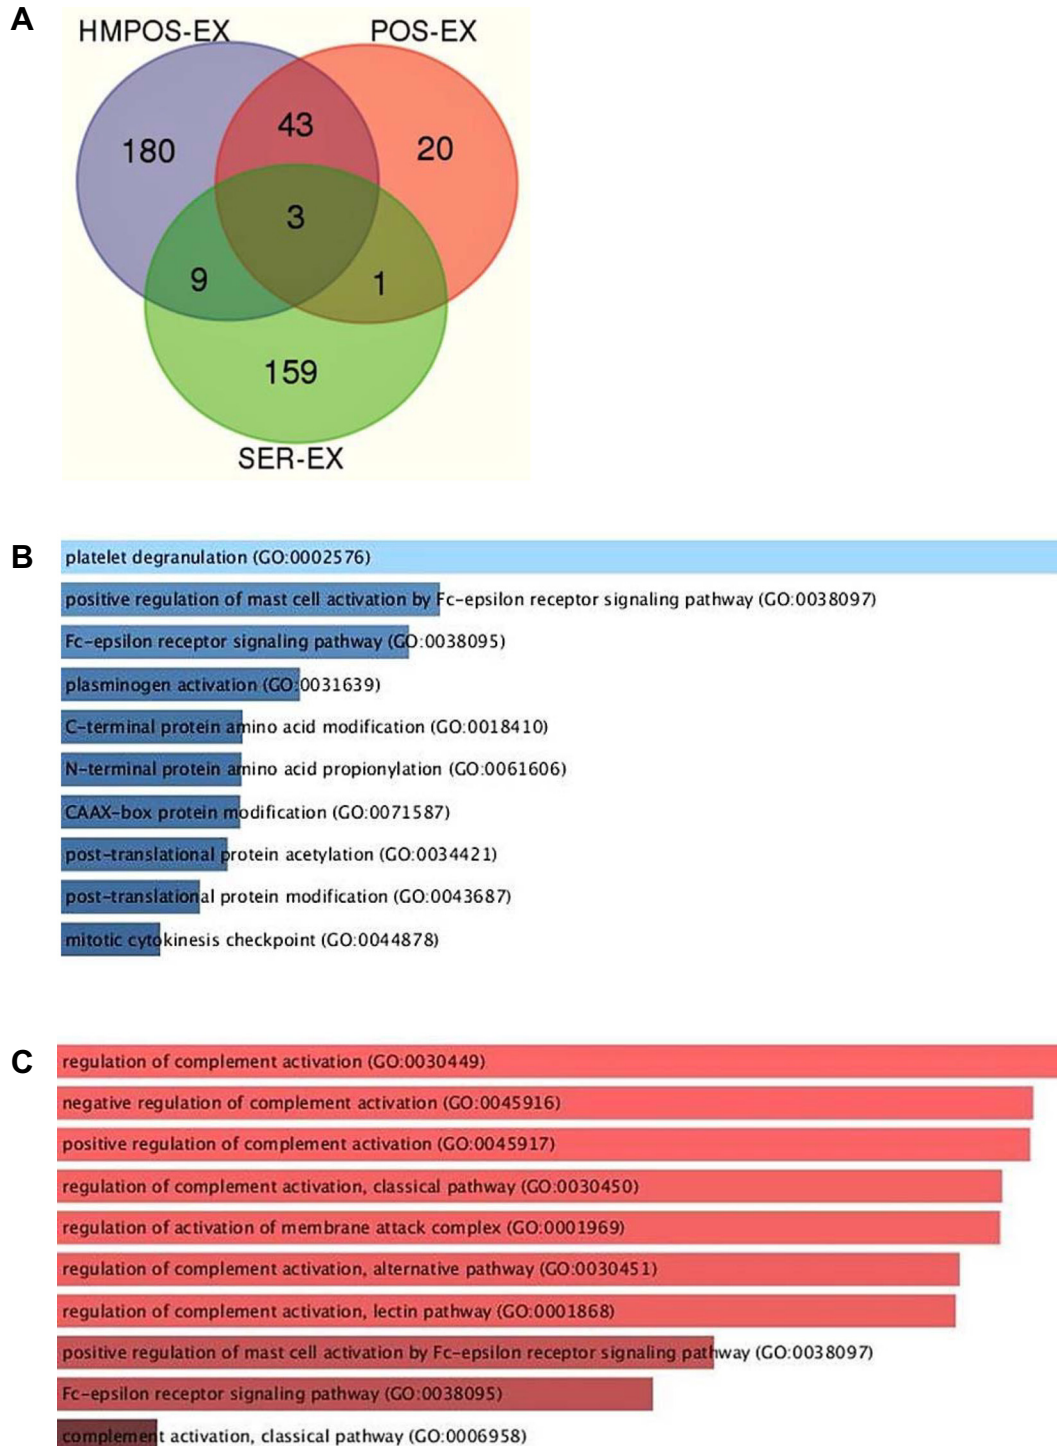 A
HMPOS-EX POS-EX
43
180 20
3
9 1
159
SER-EX
B
platelet degranulation (GO:0002576)
positive regulation of mast cell activation by Fc-epsilon receptor signaling pathway (GO:0038097)
Fc-epsilon receptor signaling pathway (GO:0038095)
plasminogen activation (GO:0031639)
C-terminal protein amino acid modification (GO:0018410)
N-terminal protein amino acid propionylation (GO:0061606)
CAAX-box protein modification (GO:0071587)
post-translational protein acetylation (GO:0034421)
post-translational protein modification (GO:0043687)
mitotic cytokinesis checkpoint (GO:0044878)
C
regulation of complement activation (GO:0030449)
negative regulation of complement activation (GO:0045916)
positive regulation of complement activation (GO:0045917)
regulation of complement activation, classical pathway (GO:0030450)
regulation of activation of membrane attack complex (GO:0001969)
regulation of complement activation, alternative pathway (GO:0030451)
regulation of complement activation, lectin pathway (GO:0001868)
positive regulation of mast cell activation by Fc-epsilon receptor signaling pathway (GO:0038097)
Fc-epsilon receptor signaling pathway (GO:0038095)
complement activation, classical pathway (GO:0006958)